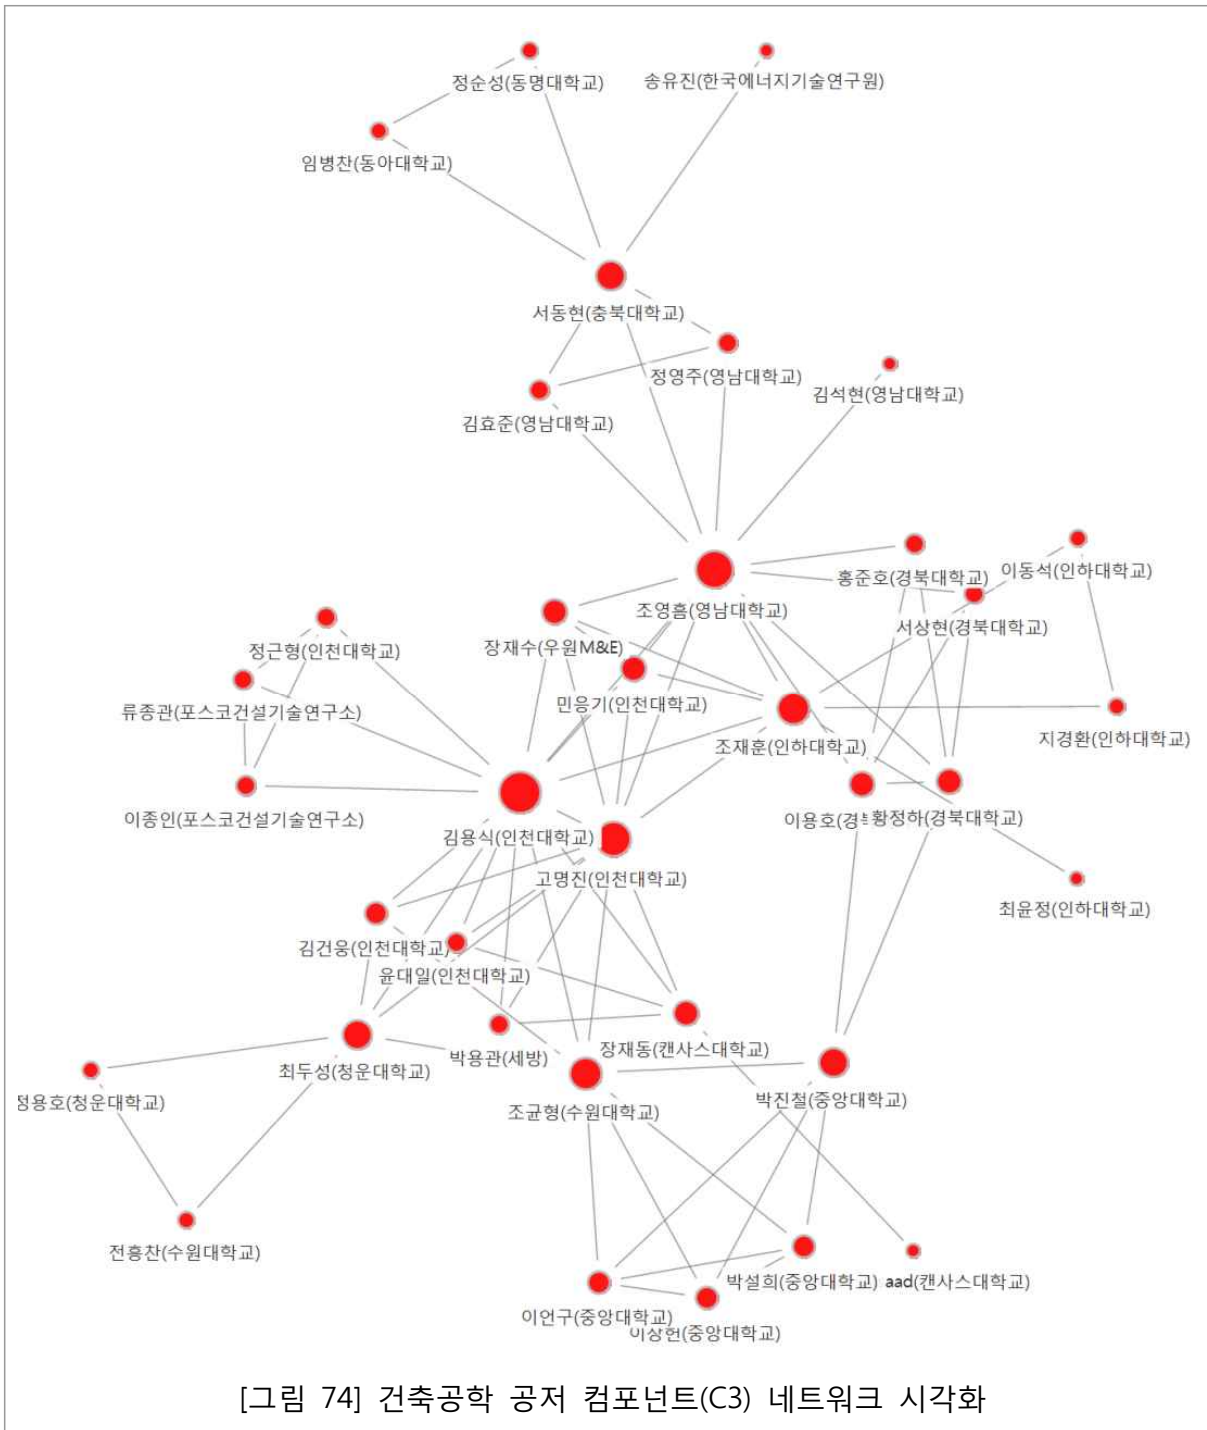 정순성(동명대학교)
송유진(한국에너지기술연구원)
임병찬(동아대학교)
서동현(충북대학교)
정영주(영남대학교)
김석현(영남대학교)
김효준(영남대학교)
홍준호(경북대학교)
이동석(인하대학교)
조영흠(영남대학교)
서상현(경북대학교)
장재수(우원M&E)
정근형(인천대학교)
민응기(인천대학교)
류종관(포스코건설기술연구소)
조재훈(인하대학교)
지경환(인하대학교)
이종인(포스코건설기술연구소)
이용호(경북
황정하(경북대학교)
김용식(인천대학교)
고명진(인천대학교)
최윤정(인하대학교)
김건웅(인천대학교)
윤대일(인천대학교)
박용관(세방)
장재동(캔사스대학교)
최두성(청운대학교)
정용호(청운대학교)
조균형(수원대학교)
박진철(중앙대학교)
전흥찬(수원대학교)
박설희(중앙대학교)
aad(캔사스대학교)
이언구(중앙대학교)
이상헌(중앙대학교)
[그림 74] 건축공학 공저 컴포넌트(C3) 네트워크 시각화